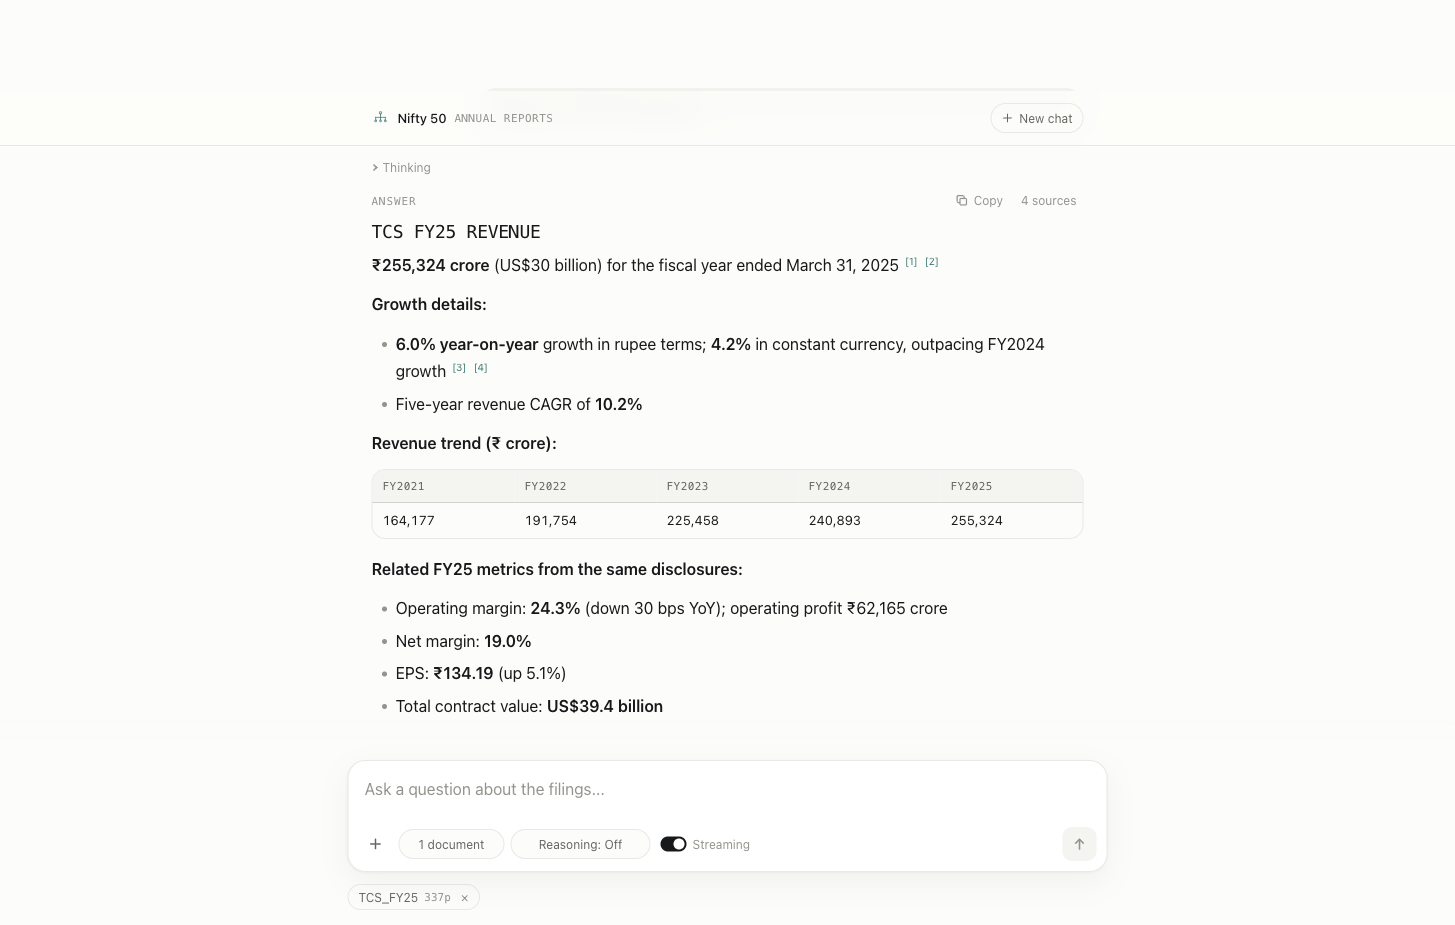 Nifty 50 ANNUAL REPORTS
+ New chat
> Thinking
ANSWER
Copy 4 sources
TCS FY25 REVENUE
₹255,324 crore (US$30 billion) for the fiscal year ended March 31, 2025 [1] [2]
Growth details:
• 6.0% year-on-year growth in rupee terms; 4.2% in constant currency, outpacing FY2024
growth [3] [4]
• Five-year revenue CAGR of 10.2%
Revenue trend (₹ crore):
FY2021 FY2022 FY2023 FY2024 FY2025
164,177 191,754 225,458 240,893 255,324
Related FY25 metrics from the same disclosures:
• Operating margin: 24.3% (down 30 bps YoY); operating profit ₹62,165 crore
• Net margin: 19.0%
• EPS: ₹134.19 (up 5.1%)
• Total contract value: US$39.4 billion
Ask a question about the filings...
+ 1 document Reasoning: Off Streaming
TCS_FY25 337p ×